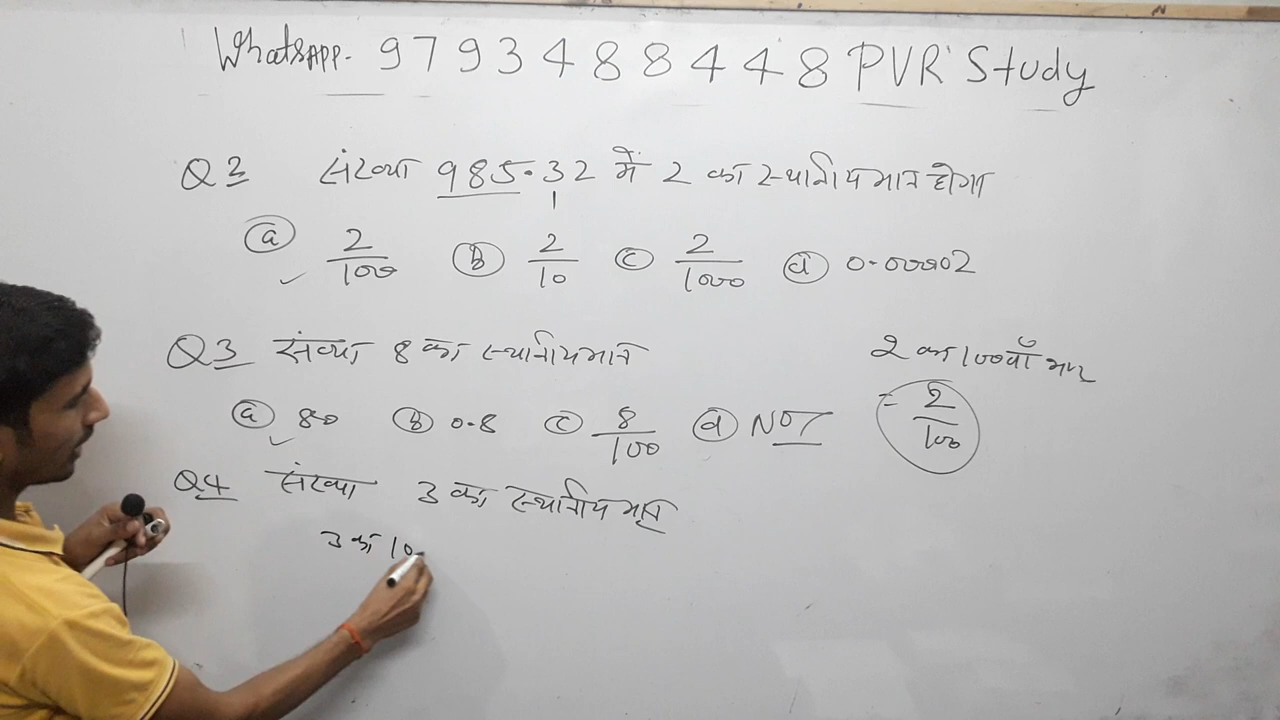 WhatsAPP. 9793488448 PVR Study
Q 2 संख्या 985.32 में 2 का स्थानीय मान होगा
(a) 2/100 (b) 2/10 (c) 2/1000 (d) 0.00002
Q3 संख्या 8 का स्थानीय मान
(a) 80 (b) 0.8 (c) 8/100 (d) NOT
2 का 100वाँ भाग
= 2/100
Q4 संख्या 3 का स्थानीय मान
3 का 10